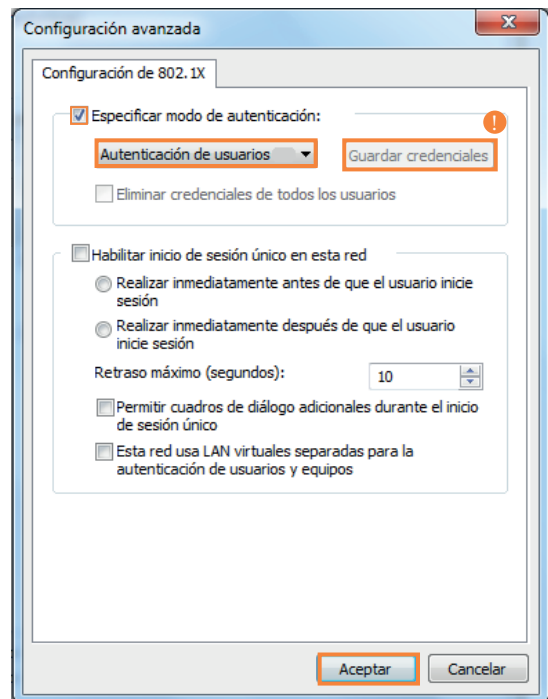 Configuración avanzada
x
Configuración de 802.1X
Especificar modo de autenticación:
!
Autenticación de usuarios
Guardar credenciales
Eliminar credenciales de todos los usuarios
Habilitar inicio de sesión único en esta red
Realizar inmediatamente antes de que el usuario inicie
sesión
Realizar inmediatamente después de que el usuario
inicie sesión
Retraso máximo (segundos):
10
Permitir cuadros de diálogo adicionales durante el inicio
de sesión único
Esta red usa LAN virtuales separadas para la
autenticación de usuarios y equipos
Aceptar
Cancelar